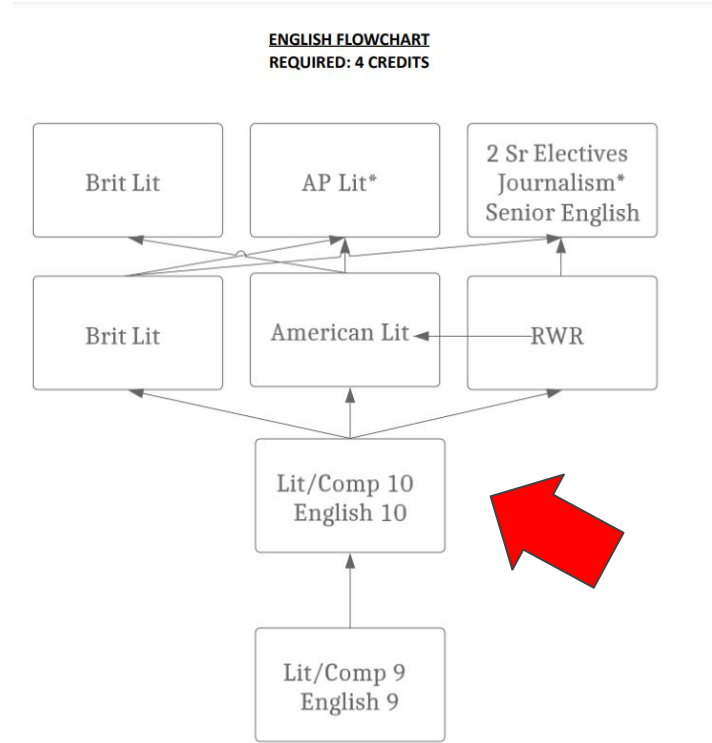 ENGLISH FLOWCHART
REQUIRED: 4 CREDITS
Brit Lit
AP Lit*
2 Sr Electives
Journalism*
Senior English
Brit Lit
American Lit
RWR
Lit/Comp 10
English 10
Lit/Comp 9
English 9